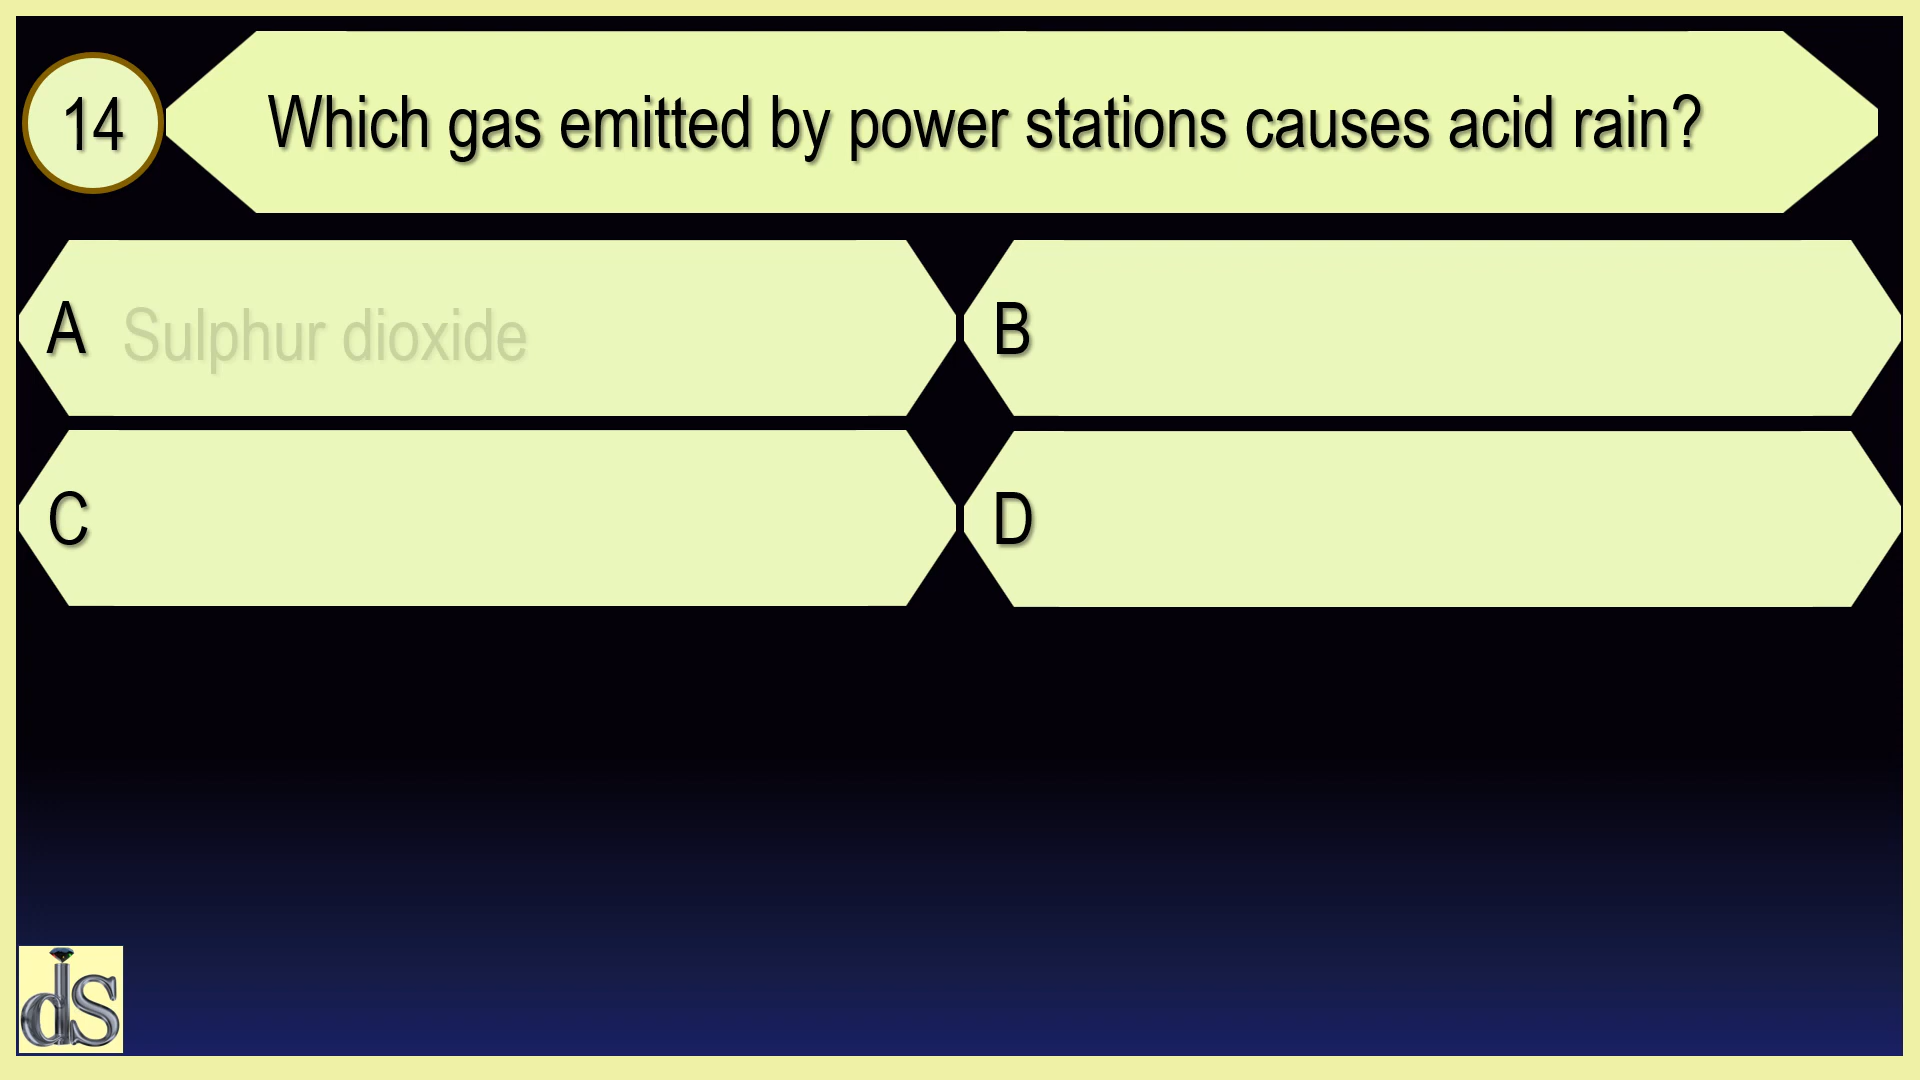 14
Which gas emitted by power stations causes acid rain?
A Sulphur dioxide
B
C
D
ds